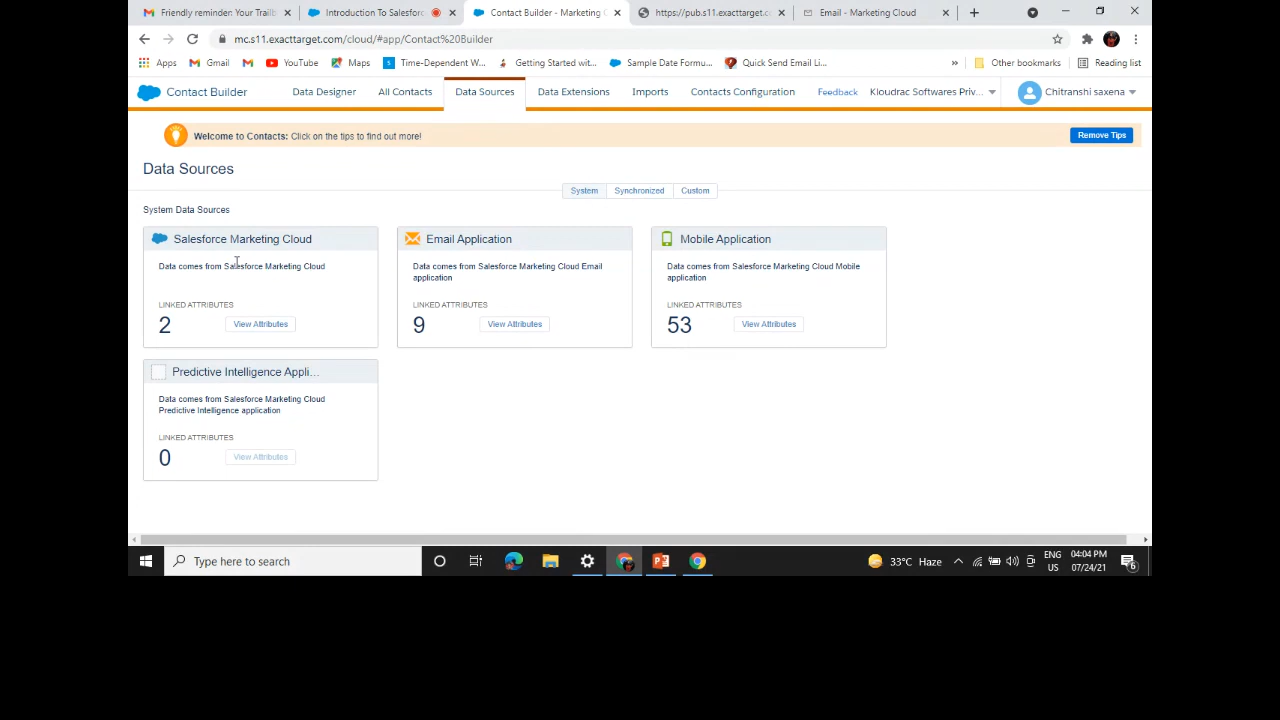 Friendly reminder: Your Trailb
Introduction To Salesforc
Contact Builder - Marketing C
https://pub.s11.exacttarget.co
Email - Marketing Cloud
mc.s11.exacttarget.com/cloud/#app/Contact%20Builder
Apps
Gmail
YouTube
Maps
Time-Dependent W...
Getting Started wit...
Sample Date Formu...
Quick Send Email Li...
»
Other bookmarks
Reading list
Contact Builder
Data Designer
All Contacts
Data Sources
Data Extensions
Imports
Contacts Configuration
Feedback
Kloudrac Softwares Priv...
Chitranshi saxena
Welcome to Contacts: Click on the tips to find out more!
Remove Tips
Data Sources
System
Synchronized
Custom
System Data Sources
Salesforce Marketing Cloud
Data comes from Salesforce Marketing Cloud
LINKED ATTRIBUTES
2
View Attributes
Email Application
Data comes from Salesforce Marketing Cloud Email
application
LINKED ATTRIBUTES
9
View Attributes
Mobile Application
Data comes from Salesforce Marketing Cloud Mobile
application
LINKED ATTRIBUTES
53
View Attributes
Predictive Intelligence Appli...
Data comes from Salesforce Marketing Cloud
Predictive Intelligence application
LINKED ATTRIBUTES
0
View Attributes
Type here to search
33°C Haze
ENG
US
04:04 PM
07/24/21
6